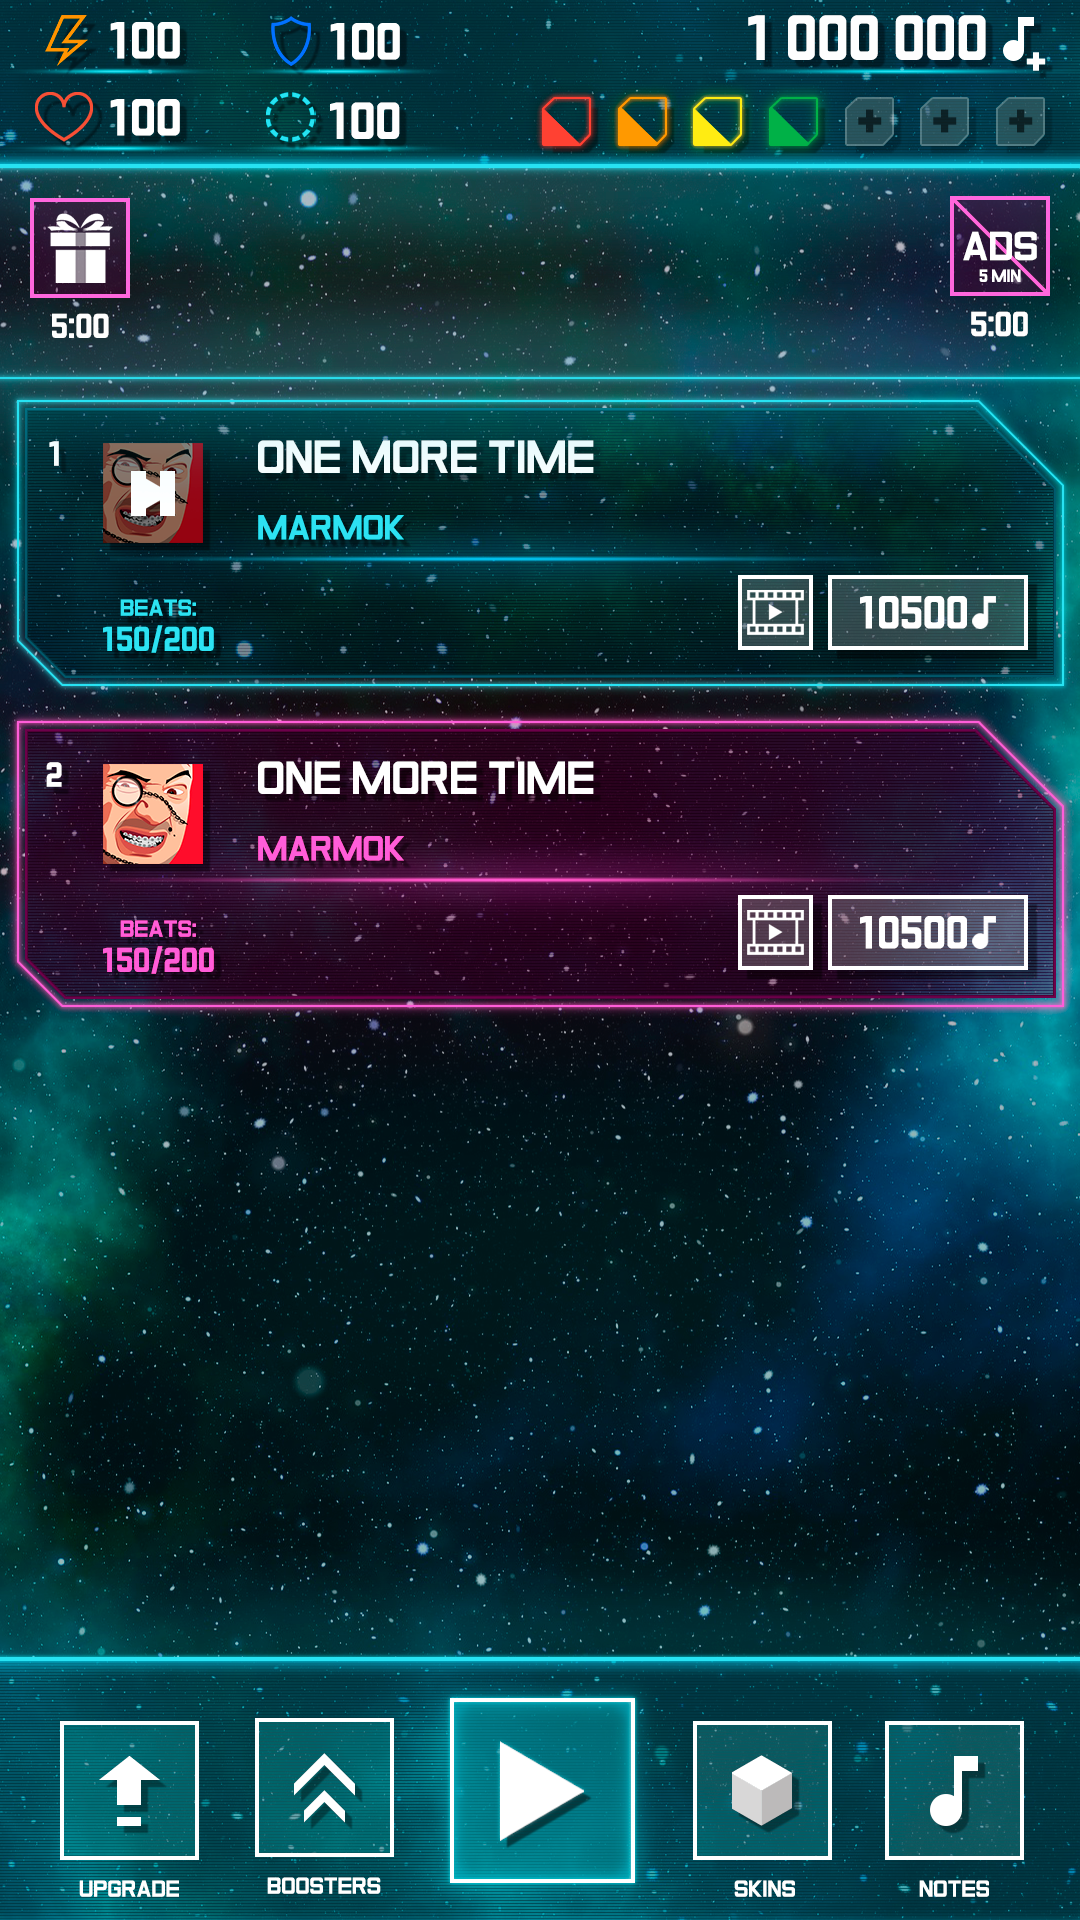 100
100
1 000 000
100
100
5:00
ADS
5 MIN
5:00
1
ONE MORE TIME
MARMOK
BEATS:
150/200
10500
2
ONE MORE TIME
MARMOK
BEATS:
150/200
10500
UPGRADE
BOOSTERS
SKINS
NOTES